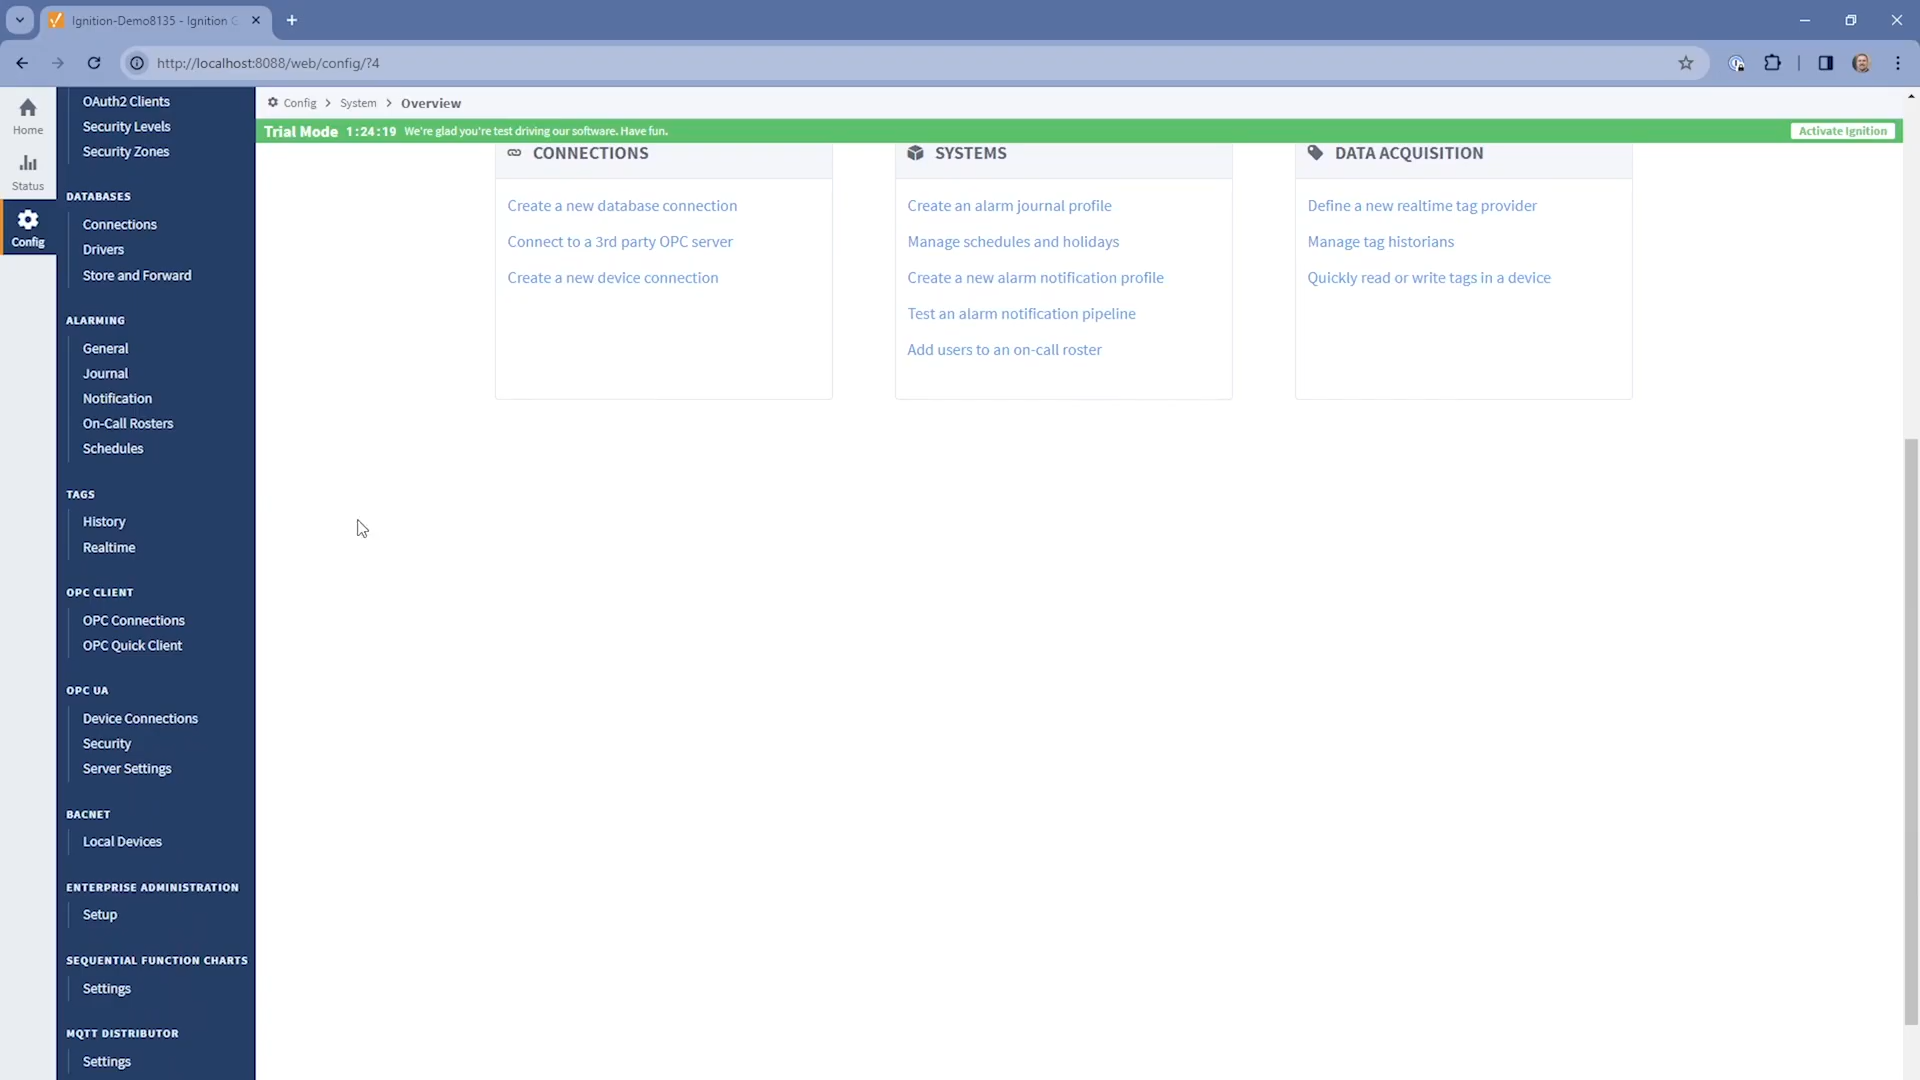 Ignition-Demo8135 - Ignition G
http://localhost:8088/web/config/?4
Home
Status
Config
OAuth2 Clients
Security Levels
Security Zones
DATABASES
Connections
Drivers
Store and Forward
ALARMING
General
Journal
Notification
On-Call Rosters
Schedules
TAGS
History
Realtime
OPC CLIENT
OPC Connections
OPC Quick Client
OPC UA
Device Connections
Security
Server Settings
BACNET
Local Devices
ENTERPRISE ADMINISTRATION
Setup
SEQUENTIAL FUNCTION CHARTS
Settings
MQTT DISTRIBUTOR
Settings
Config > System > Overview
Trial Mode 1:24:19 We're glad you're test driving our software. Have fun.
Activate Ignition
CONNECTIONS
Create a new database connection
Connect to a 3rd party OPC server
Create a new device connection
SYSTEMS
Create an alarm journal profile
Manage schedules and holidays
Create a new alarm notification profile
Test an alarm notification pipeline
Add users to an on-call roster
DATA ACQUISITION
Define a new realtime tag provider
Manage tag historians
Quickly read or write tags in a device